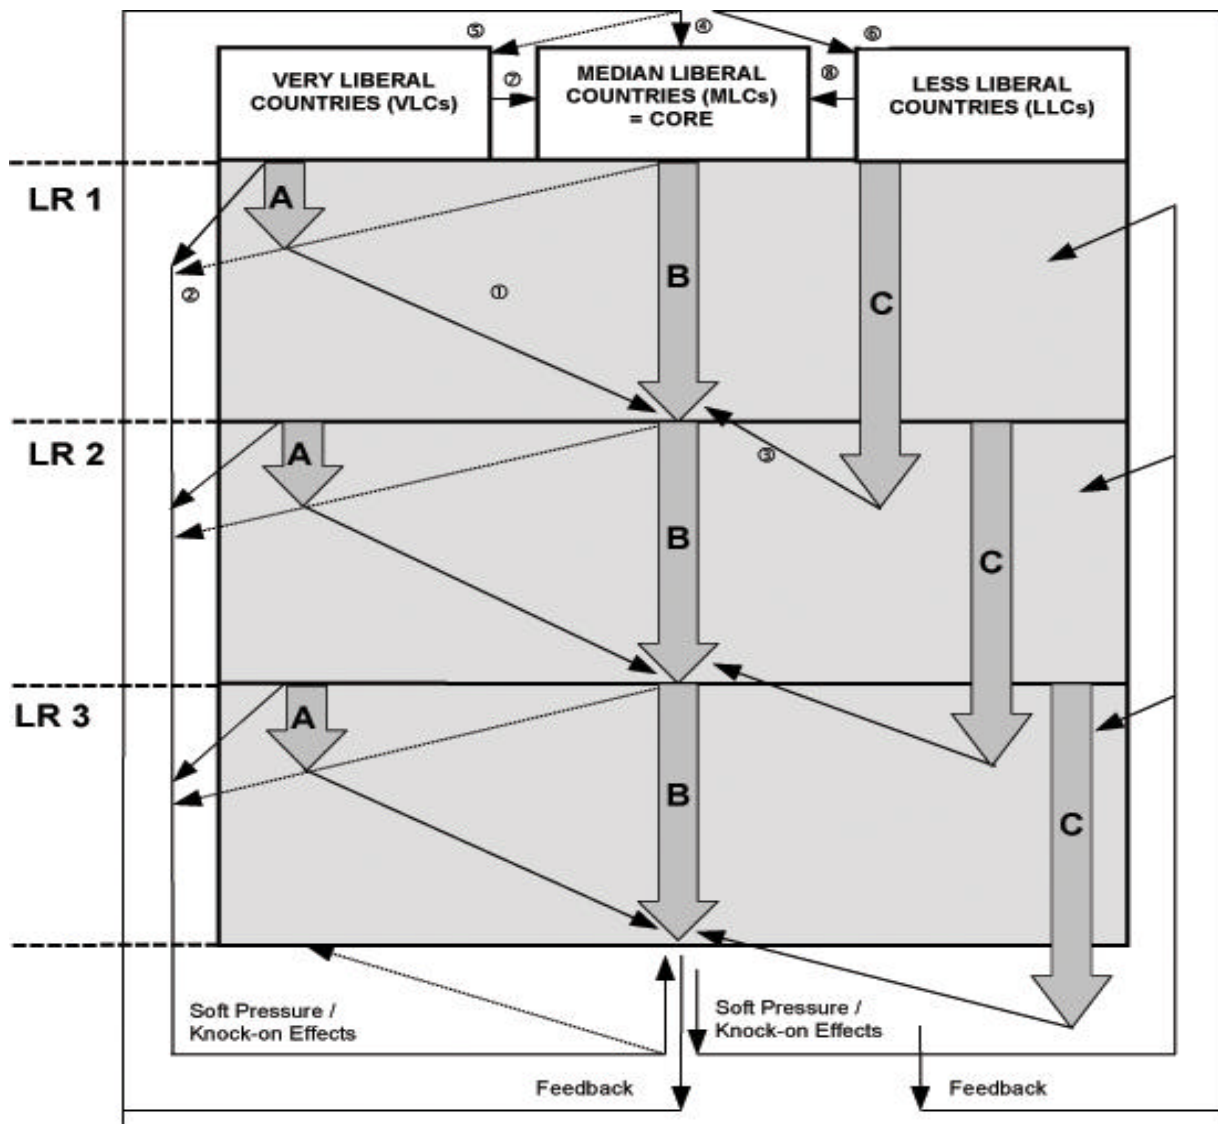 ⑤
④
⑥
VERY LIBERAL
COUNTRIES (VLCs)
⑦
MEDIAN LIBERAL
COUNTRIES (MLCs)
= CORE
⑧
LESS LIBERAL
COUNTRIES (LLCs)
LR 1
A
B
C
②
①
LR 2
A
③
B
C
LR 3
A
B
C
Soft Pressure /
Knock-on Effects
Soft Pressure /
Knock-on Effects
Feedback
Feedback